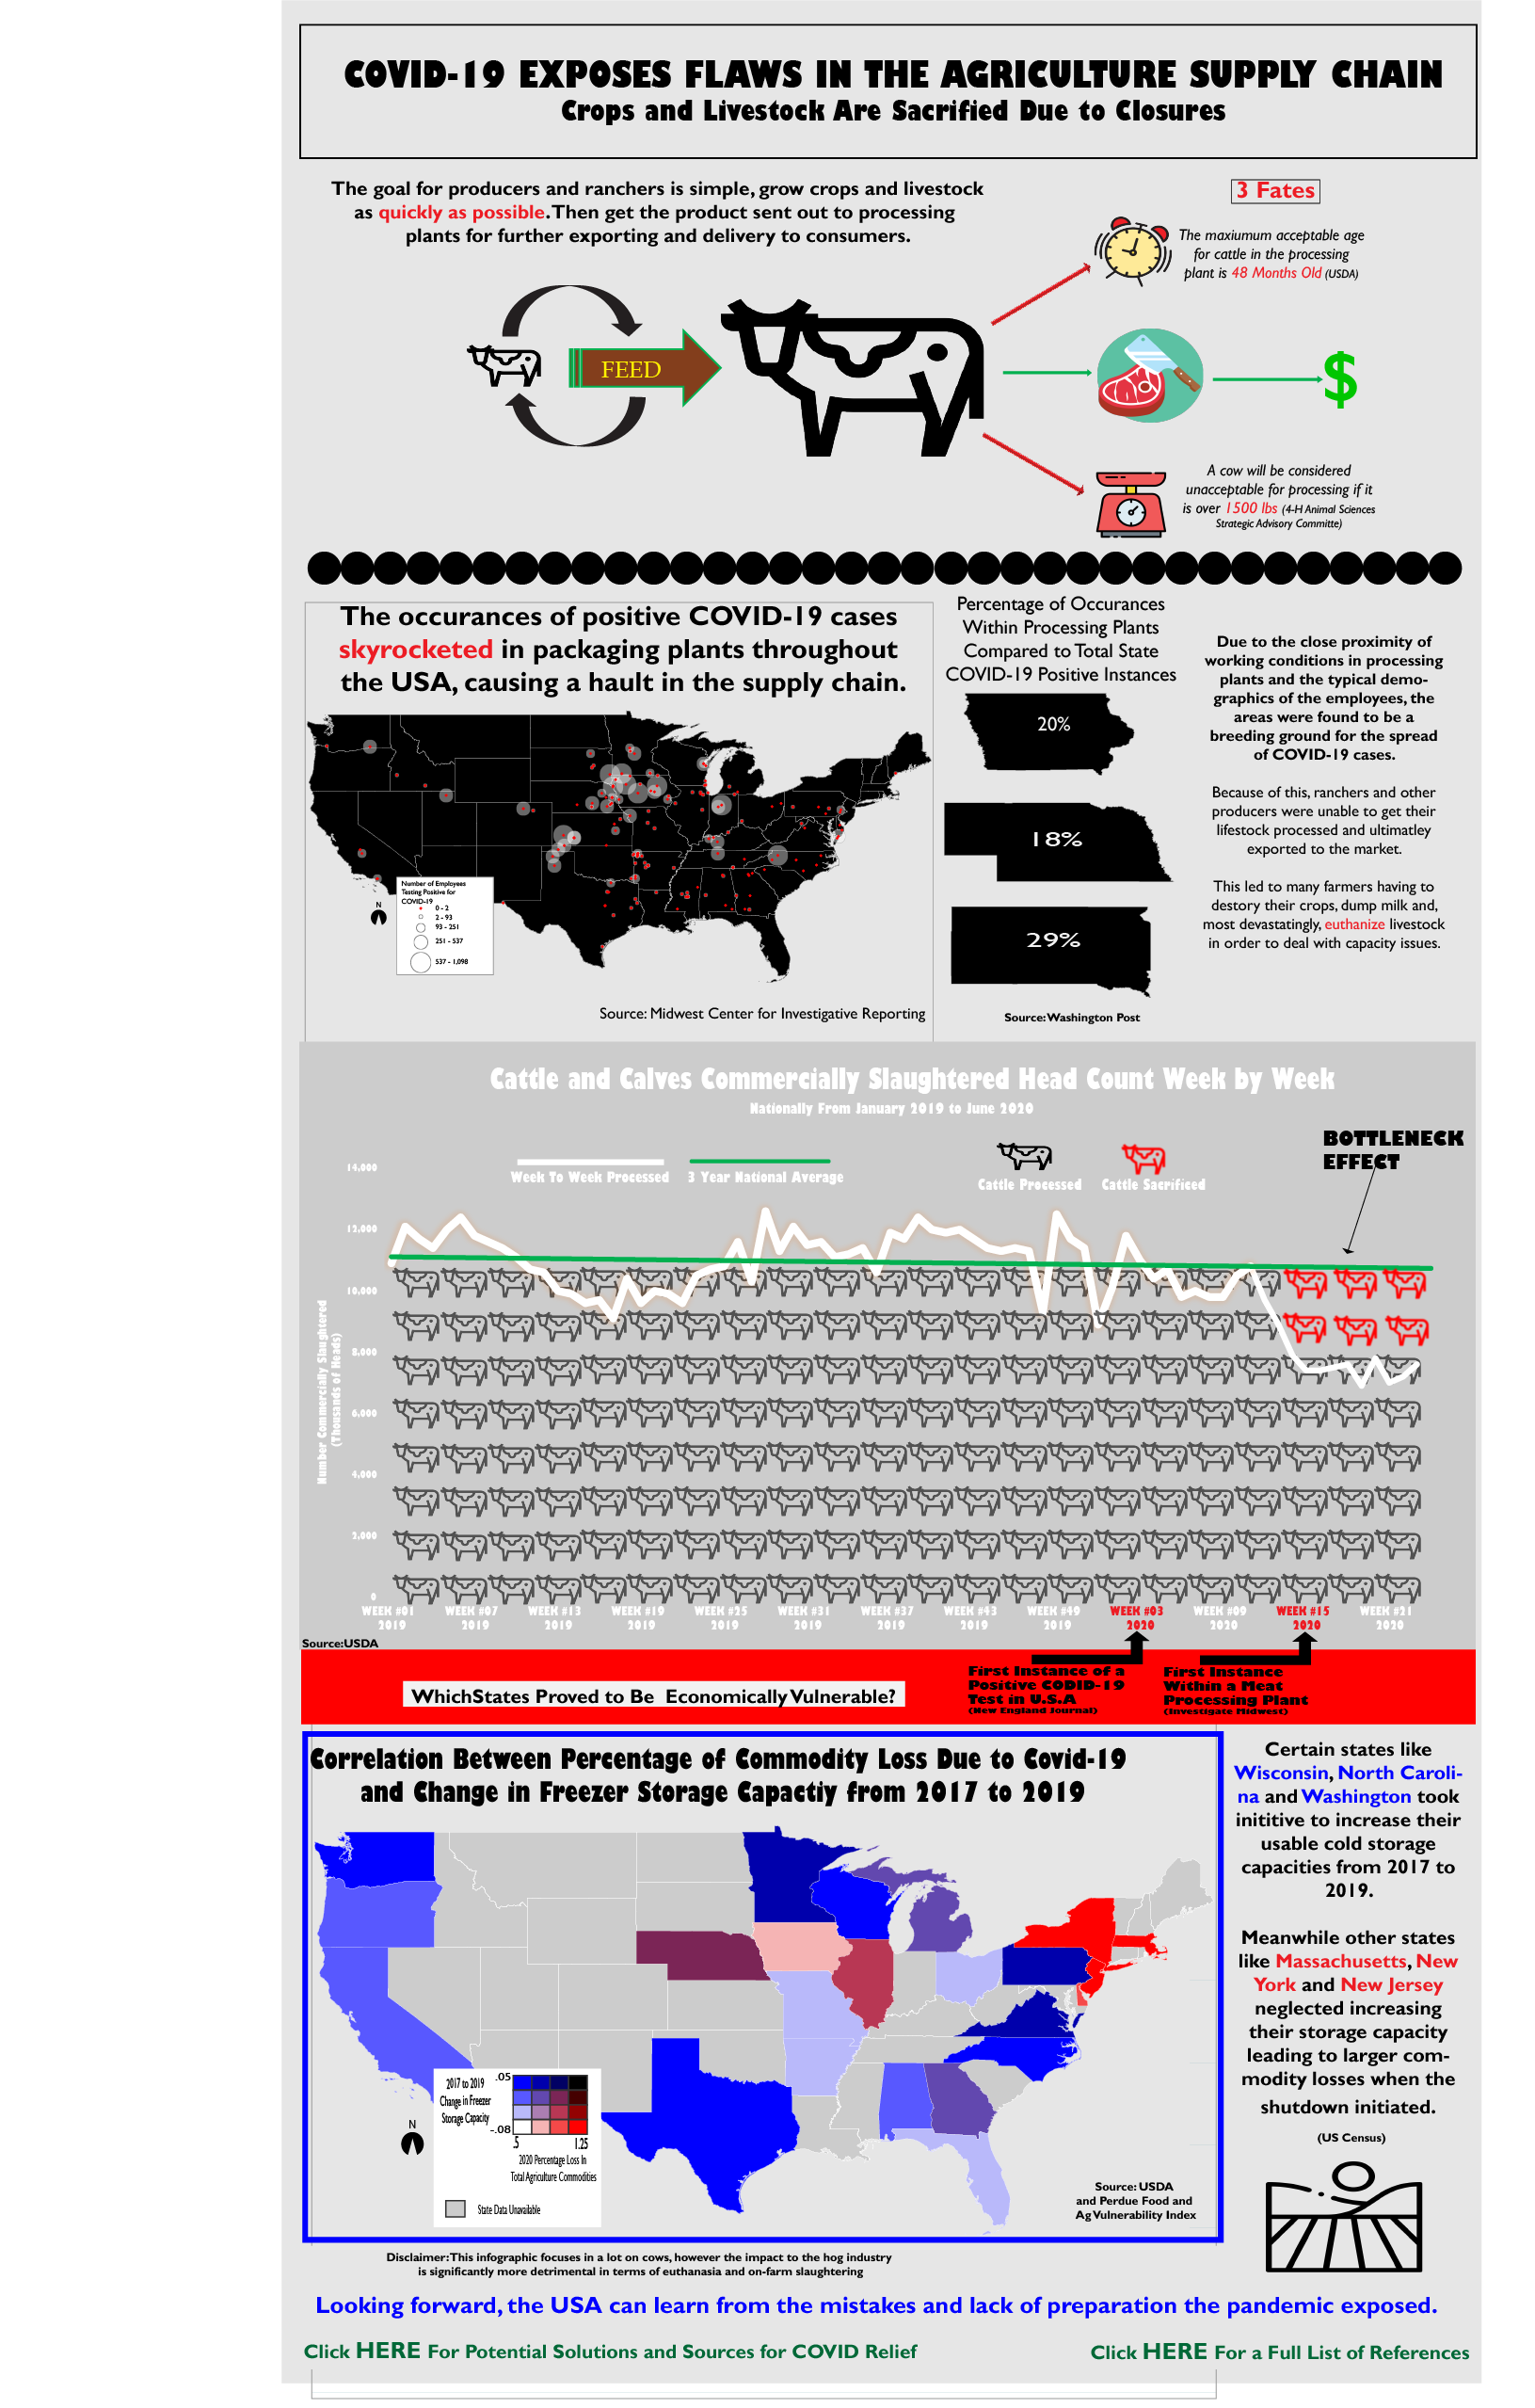 COVID-19 EXPOSES FLAWS IN THE AGRICULTURE SUPPLY CHAIN
Crops and Livestock Are Sacrified Due to Closures
The goal for producers and ranchers is simple, grow crops and livestock
as quickly as possible. Then get the product sent out to processing
plants for further exporting and delivery to consumers.
3 Fates
The maxiumum acceptable age
for cattle in the processing
plant is 48 Months Old (USDA)
FEED
$
A cow will be considered
unacceptable for processing if it
is over 1500 lbs (4-H Animal Sciences
Strategic Advisory Committe)
The occurances of positive COVID-19 cases
skyrocketed in packaging plants throughout
the USA, causing a hault in the supply chain.
Number of Employees
Testing Positive for
COVID-19
0 - 2
2 - 93
93 - 251
251 - 537
537 - 1,098
N
Source: Midwest Center for Investigative Reporting
Percentage of Occurances
Within Processing Plants
Compared to Total State
COVID-19 Positive Instances
20%
18%
29%
Source: Washington Post
Due to the close proximity of
working conditions in processing
plants and the typical demo-
graphics of the employees, the
areas were found to be a
breeding ground for the spread
of COVID-19 cases.
Because of this, ranchers and other
producers were unable to get their
lifestock processed and ultimatley
exported to the market.
This led to many farmers having to
destory their crops, dump milk and,
most devastatingly, euthanize livestock
in order to deal with capacity issues.
Cattle and Calves Commercially Slaughtered Head Count Week by Week
Nationally From January 2019 to June 2020
BOTTLENECK
EFFECT
Week To Week Processed
3 Year National Average
Cattle Processed
Cattle Sacrificed
Number Commercially Slaughtered
(Thousands of Heads)
14,000
12,000
10,000
8,000
6,000
4,000
2,000
0
WEEK #01 2019
WEEK #07 2019
WEEK #13 2019
WEEK #19 2019
WEEK #25 2019
WEEK #31 2019
WEEK #37 2019
WEEK #43 2019
WEEK #49 2019
WEEK #03 2020
WEEK #09 2020
WEEK #15 2020
WEEK #21 2020
Source:USDA
WhichStates Proved to Be Economically Vulnerable?
First Instance of a
Positive CODID-19
Test in U.S.A
(New England Journal)
First Instance
Within a Meat
Processing Plant
(Investigate Midwest)
Correlation Between Percentage of Commodity Loss Due to Covid-19
and Change in Freezer Storage Capactiy from 2017 to 2019
2017 to 2019
Change in Freezer
Storage Capacity
.05
-.08
.5
1.25
2020 Percentage Loss In
Total Agriculture Commodities
State Data Unavailable
N
Source: USDA
and Perdue Food and
Ag Vulnerability Index
Certain states like
Wisconsin, North Caroli-
na and Washington took
inititive to increase their
usable cold storage
capacities from 2017 to
2019.
Meanwhile other states
like Massachusetts, New
York and New Jersey
neglected increasing
their storage capacity
leading to larger com-
modity losses when the
shutdown initiated.
(US Census)
Disclaimer: This infographic focuses in a lot on cows, however the impact to the hog industry
is significantly more detrimental in terms of euthanasia and on-farm slaughtering
Looking forward, the USA can learn from the mistakes and lack of preparation the pandemic exposed.
Click HERE For Potential Solutions and Sources for COVID Relief
Click HERE For a Full List of References